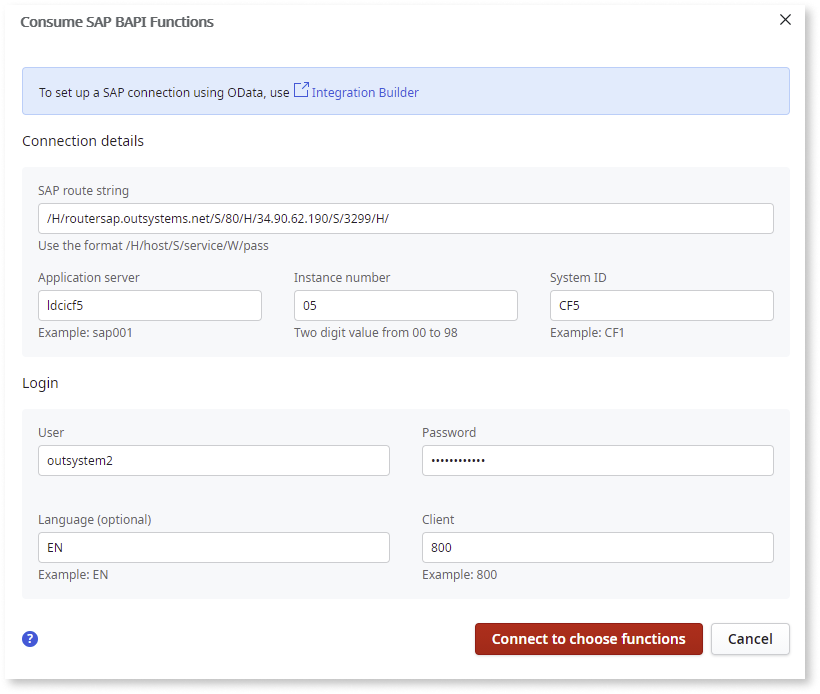 Consume SAP BAPI Functions
To set up a SAP connection using OData, use Integration Builder
Connection details
SAP route string
/H/routersap.outsystems.net/S/80/H/34.90.62.190/S/3299/H/
Use the format /H/host/S/service/W/pass
Application server
Instance number
System ID
ldcicf5
05
CF5
Example: sap001
Two digit value from 00 to 98
Example: CF1
Login
User
Password
outsystem2
••••••••••••
Language (optional)
Client
EN
800
Example: EN
Example: 800
?
Connect to choose functions
Cancel